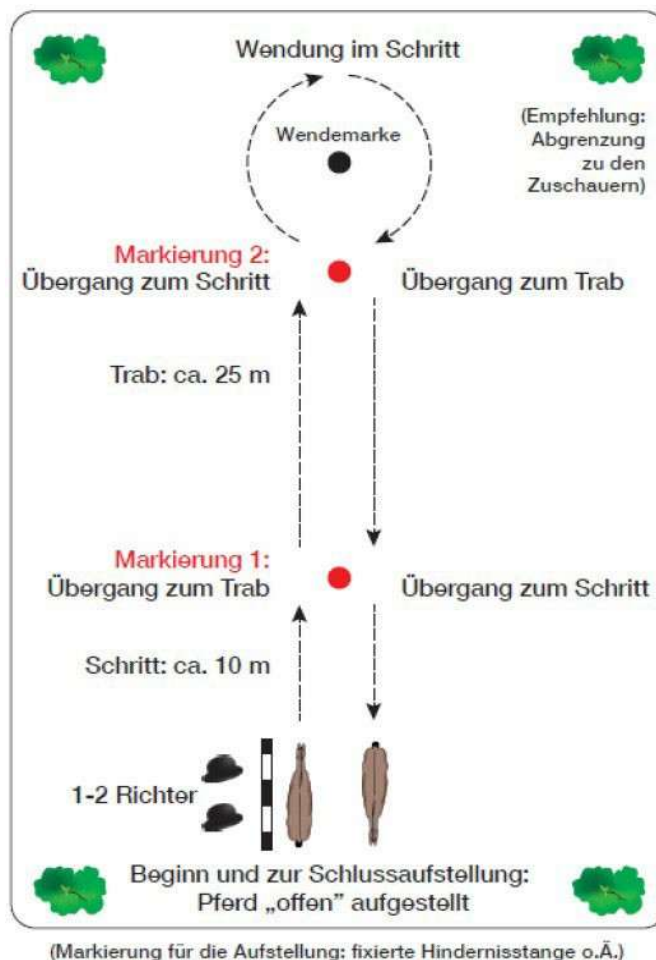 Wendung im Schritt
Wendemarke
(Empfehlung:
Abgrenzung
zu den
Zuschauern)
Markierung 2:
Übergang zum Schritt
Übergang zum Trab
Trab: ca. 25 m
Markierung 1:
Übergang zum Trab
Übergang zum Schritt
Schritt: ca. 10 m
1-2 Richter
Beginn und zur Schlussaufstellung:
Pferd „offen” aufgestellt
(Markierung für die Aufstellung: fixierte Hindernisstange o.Ä.)